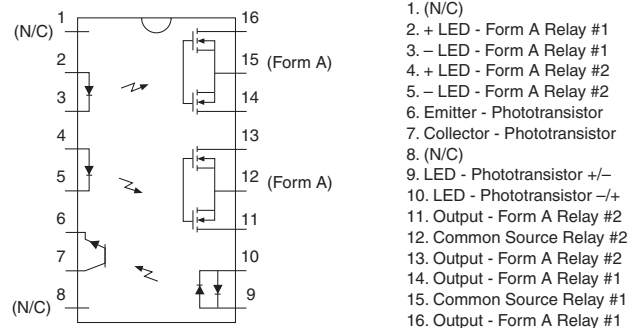 1
(N/C)
2
3
4
5
6
7
8
(N/C)
16
15 (Form A)
14
13
12 (Form A)
11
10
9
1. (N/C)
2. + LED - Form A Relay #1
3. – LED - Form A Relay #1
4. + LED - Form A Relay #2
5. – LED - Form A Relay #2
6. Emitter - Phototransistor
7. Collector - Phototransistor
8. (N/C)
9. LED - Phototransistor +/–
10. LED - Phototransistor –/+
11. Output - Form A Relay #2
12. Common Source Relay #2
13. Output - Form A Relay #2
14. Output - Form A Relay #1
15. Common Source Relay #1
16. Output - Form A Relay #1